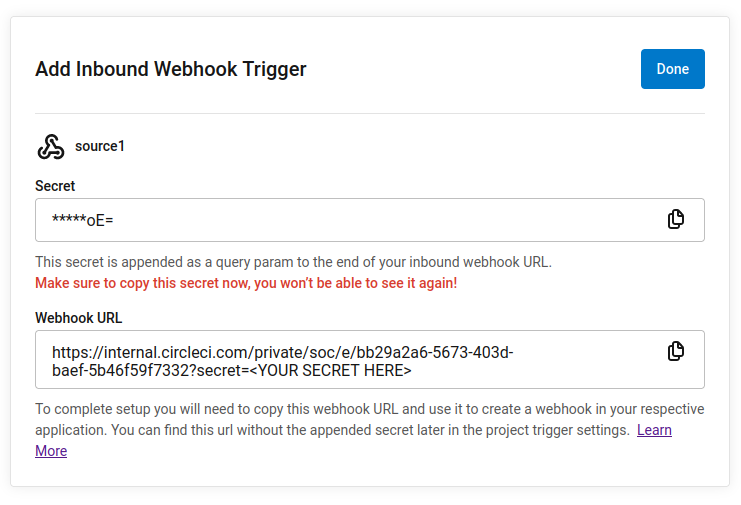 Add Inbound Webhook Trigger
Done
source1
Secret
*****oE=
This secret is appended as a query param to the end of your inbound webhook URL.
Make sure to copy this secret now, you won’t be able to see it again!
Webhook URL
https://internal.circleci.com/private/soc/e/bb29a2a6-5673-403d-
baef-5b46f59f7332?secret=<YOUR SECRET HERE>
To complete setup you will need to copy this webhook URL and use it to create a webhook in your respective
application. You can find this url without the appended secret later in the project trigger settings. Learn
More